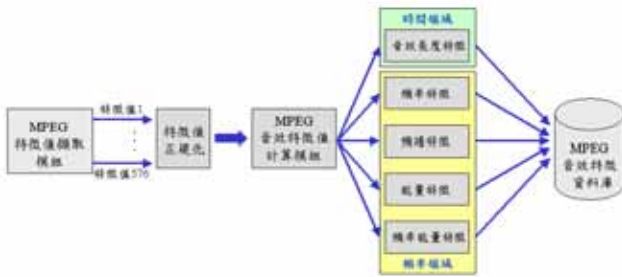 時間領域
音效長度特徵
頻率特徵
頻譜特徵
能量特徵
頻率能量特徵
頻率領域
MPEG
特徵值擷取
模組
特徵值1
特徵值576
特徵值
正規化
MPEG
音效特徵值
計算模組
MPEG
音效特徵
資料庫